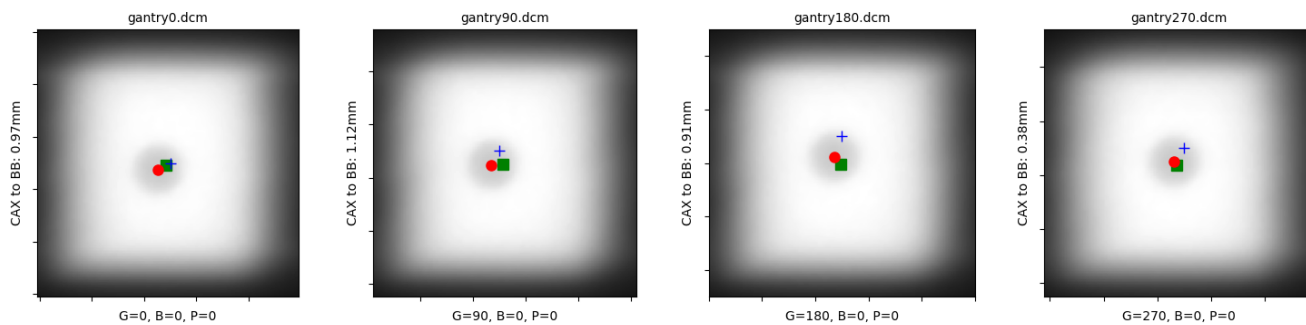 gantry0.dcm
CAX to BB: 0.97mm
G=0, B=0, P=0
gantry90.dcm
CAX to BB: 1.12mm
G=90, B=0, P=0
gantry180.dcm
CAX to BB: 0.91mm
G=180, B=0, P=0
gantry270.dcm
CAX to BB: 0.38mm
G=270, B=0, P=0